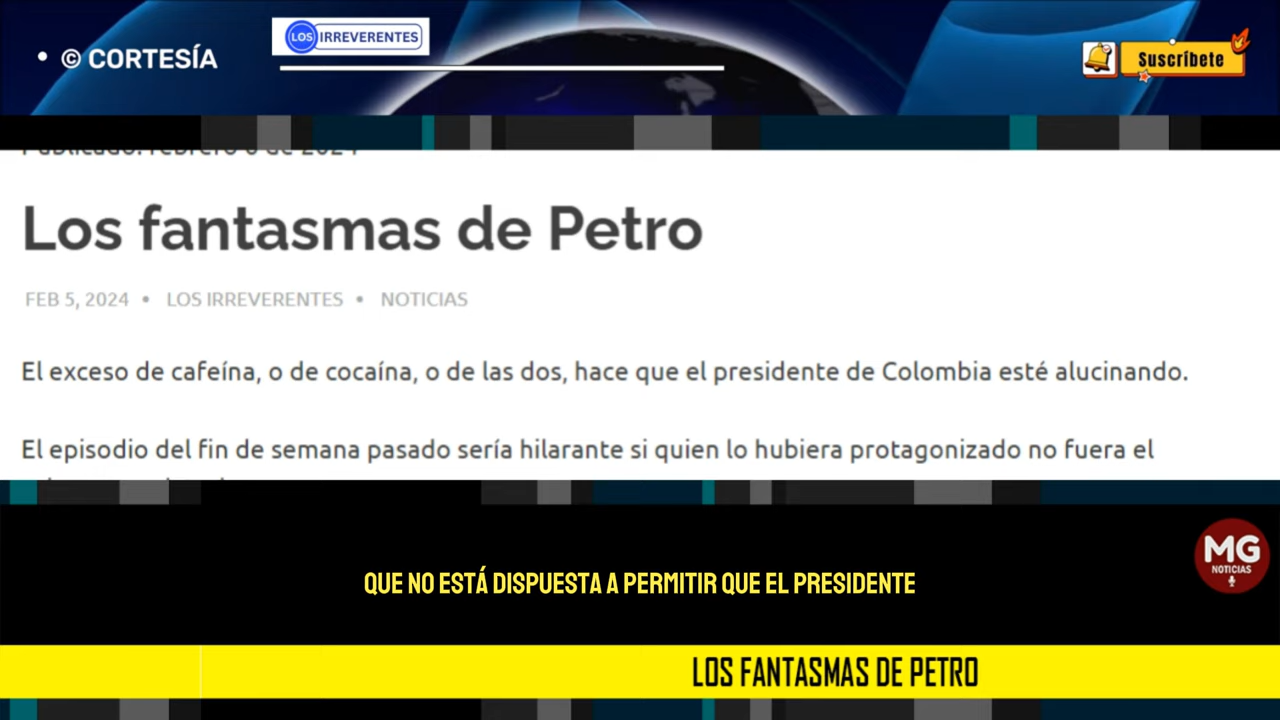 • © CORTESÍA
LOS IRREVERENTES
Suscríbete
Los fantasmas de Petro
FEB 5, 2024 • LOS IRREVERENTES • NOTICIAS
El exceso de cafeína, o de cocaína, o de las dos, hace que el presidente de Colombia esté alucinando.
El episodio del fin de semana pasado sería hilarante si quien lo hubiera protagonizado no fuera el
MG
NOTICIAS
QUE NO ESTÁ DISPUESTA A PERMITIR QUE EL PRESIDENTE
LOS FANTASMAS DE PETRO